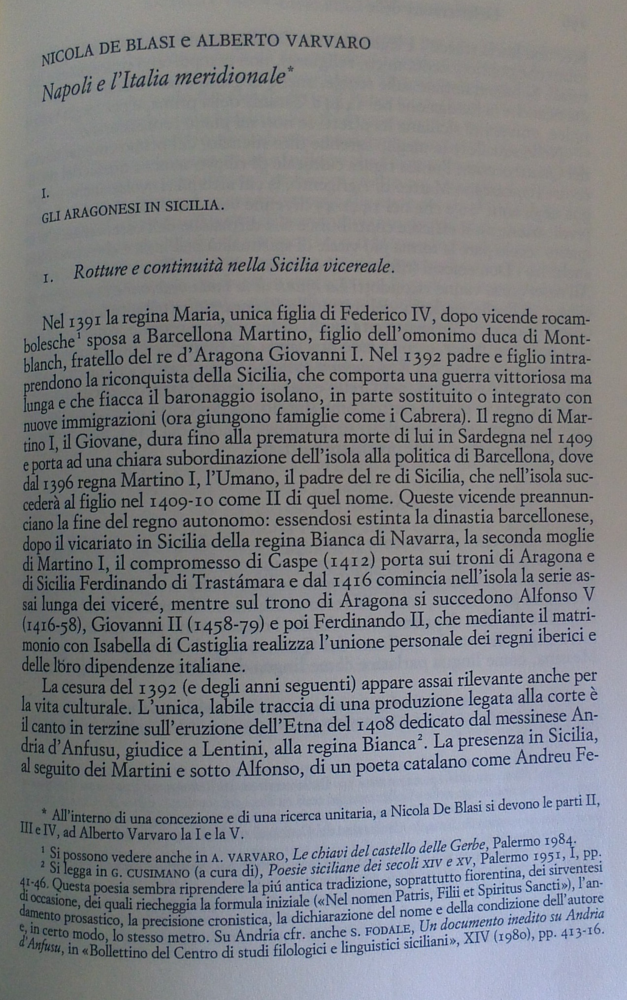 NICOLA DE BLASI e ALBERTO VARVARO
Napoli e l'Italia meridionale*
I.
GLI ARAGONESI IN SICILIA.
1. Rotture e continuità nella Sicilia vicereale.
Nel 1391 la regina Maria, unica figlia di Federico IV, dopo vicende rocam-
bolesche¹ sposa a Barcellona Martino, figlio dell'omonimo duca di Mont-
blanch, fratello del re d'Aragona Giovanni I. Nel 1392 padre e figlio intra-
prendono la riconquista della Sicilia, che comporta una guerra vittoriosa ma
lunga e che fiacca il baronaggio isolano, in parte sostituito o integrato con
nuove immigrazioni (ora giungono famiglie come i Cabrera). Il regno di Mar-
tino I, il Giovane, dura fino alla prematura morte di lui in Sardegna nel 1409
e porta ad una chiara subordinazione dell'isola alla politica di Barcellona, dove
dal 1396 regna Martino I, l'Umano, il padre del re di Sicilia, che nell'isola suc-
cederà al figlio nel 1409-10 come II di quel nome. Queste vicende preannun-
ciano la fine del regno autonomo: essendosi estinta la dinastia barcellonese,
dopo il vicariato in Sicilia della regina Bianca di Navarra, la seconda moglie
di Martino I, il compromesso di Caspe (1412) porta sui troni di Aragona e
di Sicilia Ferdinando di Trastámara e dal 1416 comincia nell'isola la serie as-
sai lunga dei viceré, mentre sul trono di Aragona si succedono Alfonso V
(1416-58), Giovanni II (1458-79) e poi Ferdinando II, che mediante il matri-
monio con Isabella di Castiglia realizza l'unione personale dei regni iberici e
delle loro dipendenze italiane.
La cesura del 1392 (e degli anni seguenti) appare assai rilevante anche per
la vita culturale. L'unica, labile traccia di una produzione legata alla corte è
il canto in terzine sull'eruzione dell'Etna del 1408 dedicato dal messinese An-
dria d'Anfusu, giudice a Lentini, alla regina Bianca². La presenza in Sicilia,
al seguito dei Martini e sotto Alfonso, di un poeta catalano come Andreu Fe-
* All'interno di una concezione e di una ricerca unitaria, a Nicola De Blasi si devono le parti II,
III e IV, ad Alberto Varvaro la I e la V.
¹ Si possono vedere anche in A. VARVARO, Le chiavi del castello delle Gerbe, Palermo 1984.
² Si legga in G. CUSIMANO (a cura di), Poesie siciliane dei secoli XIV e XV, Palermo 1951, I, pp.
41-46. Questa poesia sembra riprendere la piú antica tradizione, soprattutto fiorentina, dei sirventesi
di occasione, dei quali riecheggia la formula iniziale («Nel nomen Patris, Filii et Spiritus Sancti»), l'an-
damento prosastico, la precisione cronistica, la dichiarazione del nome e della condizione dell'autore
e, in certo modo, lo stesso metro. Su Andria cfr. anche S. FODALE, Un documento inedito su Andria
d'Anfusu, in «Bollettino del Centro di studi filologici e linguistici siciliani», XIV (1980), pp. 413-16.